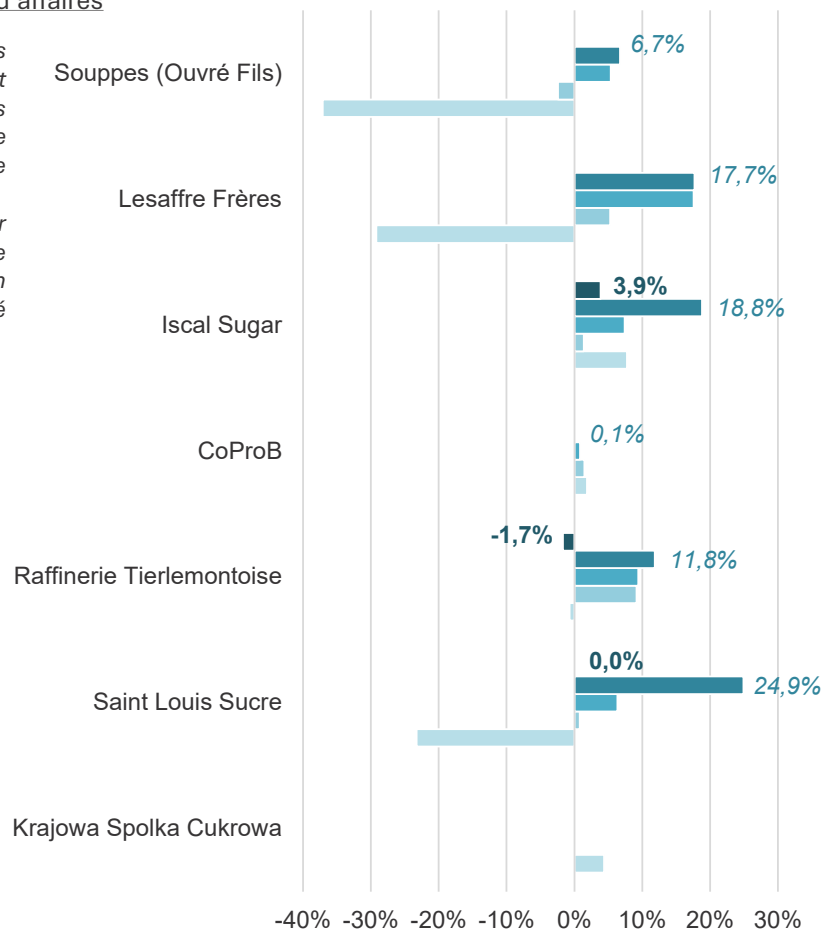 d'affaires
s
t
s
e
e
r
e
n
é
Souppes (Ouvré Fils)
6,7%
Lesaffre Frères
17,7%
3,9%
Iscal Sugar
18,8%
CoProB
0,1%
-1,7%
Raffinerie Tierlemontoise
11,8%
0,0%
Saint Louis Sucre
24,9%
Krajowa Spolka Cukrowa
-40% -30% -20% -10% 0% 10% 20% 30%